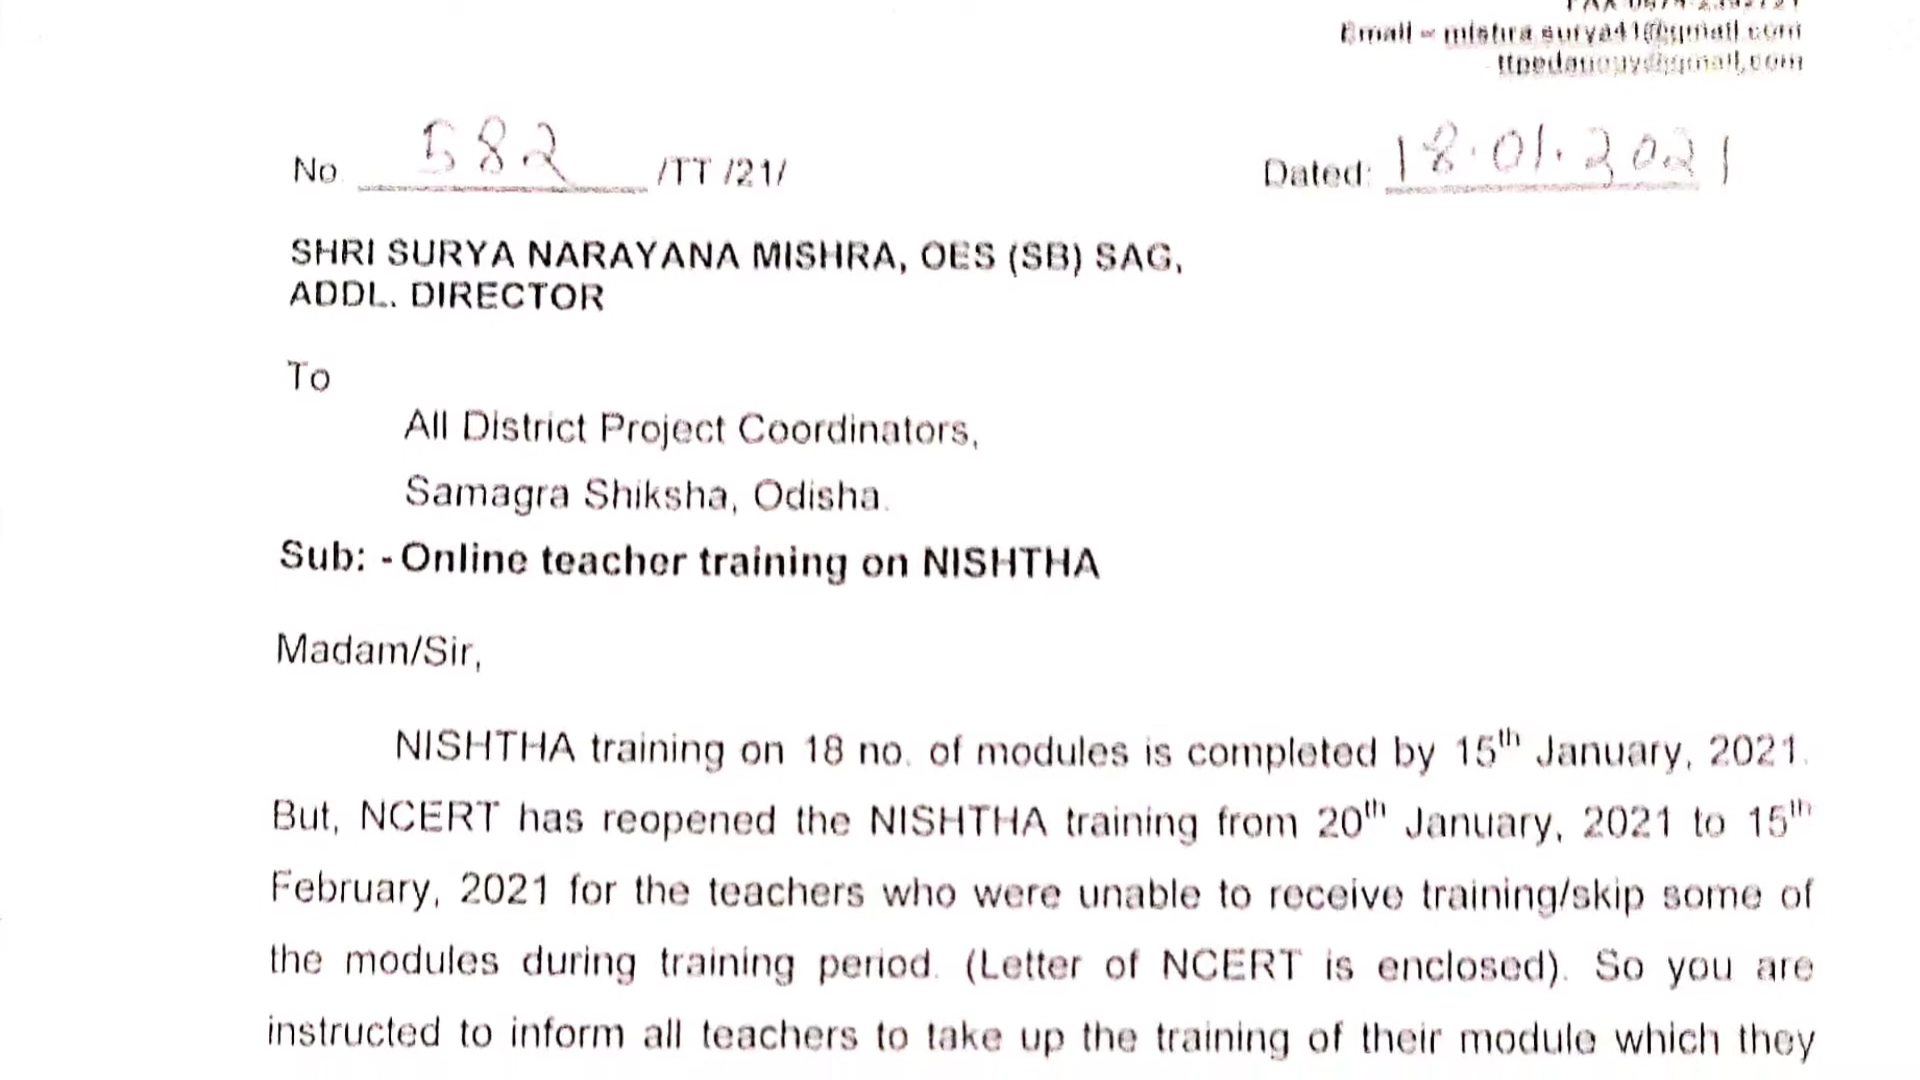 Email – mishra.surya41@gmail.com
ttpedagogy@gmail.com
No 582 /TT /21/ Dated: 18.01.2021
SHRI SURYA NARAYANA MISHRA, OES (SB) SAG,
ADDL. DIRECTOR
To
All District Project Coordinators,
Samagra Shiksha, Odisha.
Sub: - Online teacher training on NISHTHA
Madam/Sir,
NISHTHA training on 18 no. of modules is completed by 15th January, 2021.
But, NCERT has reopened the NISHTHA training from 20th January, 2021 to 15th
February, 2021 for the teachers who were unable to receive training/skip some of
the modules during training period. (Letter of NCERT is enclosed). So you are
instructed to inform all teachers to take up the training of their module which they